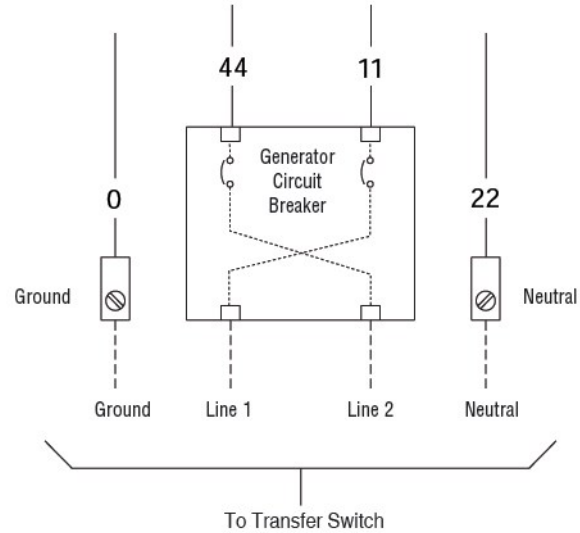 44
11
Generator
Circuit
Breaker
0
22
Ground
Neutral
Ground
Line 1
Line 2
Neutral
To Transfer Switch